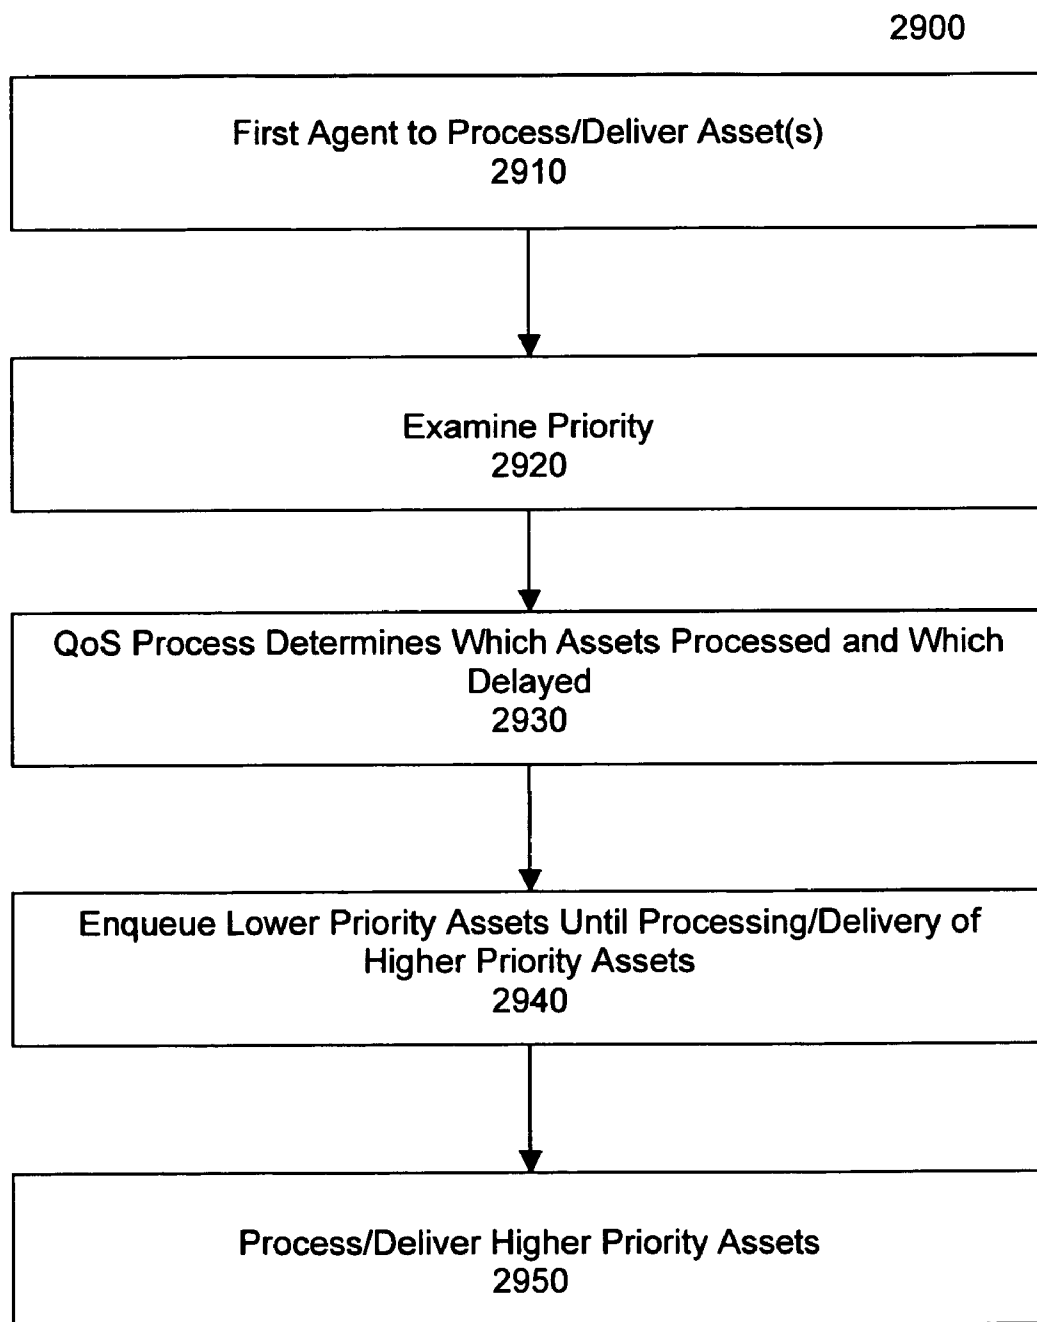 2900
First Agent to Process/Deliver Asset(s)
2910
Examine Priority
2920
QoS Process Determines Which Assets Processed and Which
Delayed
2930
Enqueue Lower Priority Assets Until Processing/Delivery of
Higher Priority Assets
2940
Process/Deliver Higher Priority Assets
2950